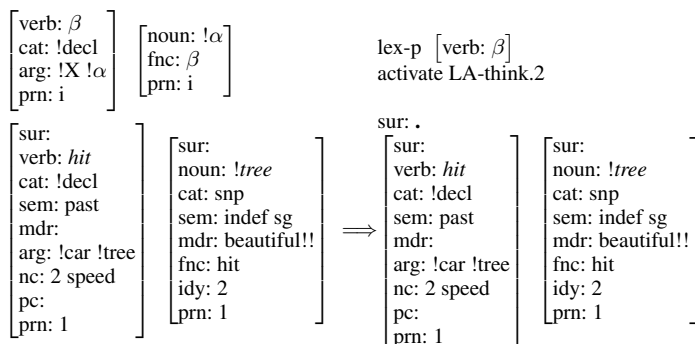 verb: β
cat: !decl
arg: !X !α
prn: i
noun: !α
fnc: β
prn: i
lex-p [verb: β]
activate LA-think.2
sur:
verb: hit
cat: !decl
sem: past
mdr:
arg: !car !tree
nc: 2 speed
pc:
prn: 1
sur:
noun: !tree
cat: snp
sem: indef sg
mdr: beautiful!!
fnc: hit
idy: 2
prn: 1
⟹
sur: .
sur:
verb: hit
cat: !decl
sem: past
mdr:
arg: !car !tree
nc: 2 speed
pc:
prn: 1
sur:
noun: !tree
cat: snp
sem: indef sg
mdr: beautiful!!
fnc: hit
idy: 2
prn: 1